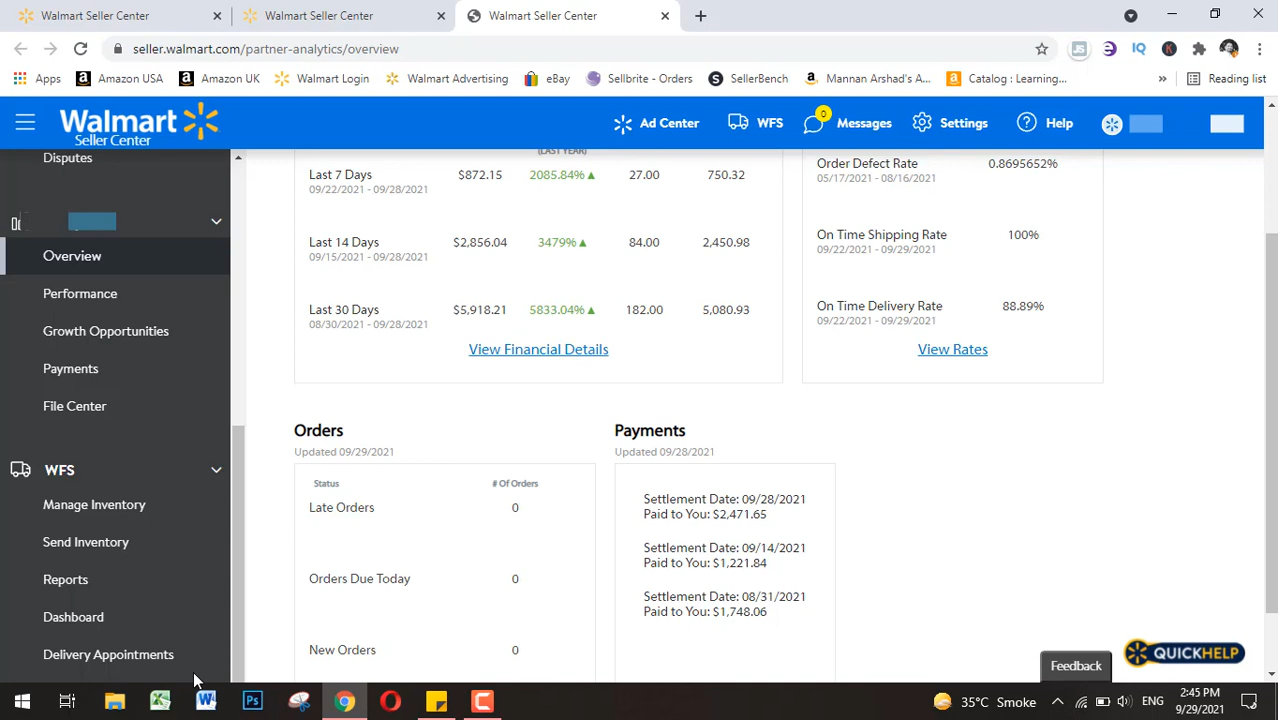 Walmart Seller Center
Walmart Seller Center
Walmart Seller Center
seller.walmart.com/partner-analytics/overview
Apps
Amazon USA
Amazon UK
Walmart Login
Walmart Advertising
eBay
Sellbrite - Orders
SellerBench
Mannan Arshad's A...
Catalog : Learning...
Reading list
Walmart
Seller Center
Ad Center
WFS
0
Messages
Settings
Help
Disputes
Overview
Performance
Growth Opportunities
Payments
File Center
WFS
Manage Inventory
Send Inventory
Reports
Dashboard
Delivery Appointments
(LAST YEAR)
Last 7 Days $872.15 2085.84% ▲ 27.00 750.32
09/22/2021 - 09/28/2021
Last 14 Days $2,856.04 3479% ▲ 84.00 2,450.98
09/15/2021 - 09/28/2021
Last 30 Days $5,918.21 5833.04% ▲ 182.00 5,080.93
08/30/2021 - 09/28/2021
View Financial Details
Order Defect Rate 0.8695652%
05/17/2021 - 08/16/2021
On Time Shipping Rate 100%
09/22/2021 - 09/29/2021
On Time Delivery Rate 88.89%
09/22/2021 - 09/29/2021
View Rates
Orders
Updated 09/29/2021
Status # Of Orders
Late Orders 0
Orders Due Today 0
New Orders 0
Payments
Updated 09/28/2021
Settlement Date: 09/28/2021
Paid to You: $2,471.65
Settlement Date: 09/14/2021
Paid to You: $1,221.84
Settlement Date: 08/31/2021
Paid to You: $1,748.06
QUICKHELP
Feedback
35°C Smoke
ENG
2:45 PM
9/29/2021